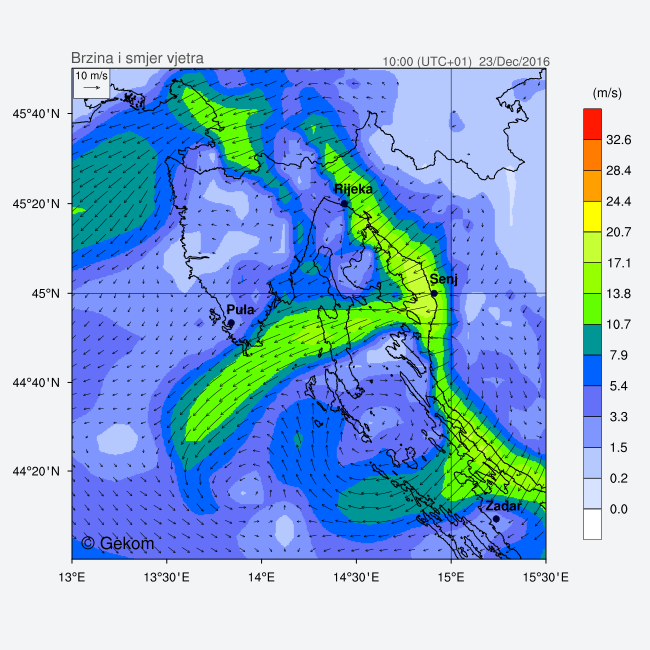 Brzina i smjer vjetra
10:00 (UTC+01) 23/Dec/2016
10 m/s
(m/s)
45°40'N
45°20'N
45°N
44°40'N
44°20'N
Rijeka
Senj
Pula
Zadar
© Gekom
13°E
13°30'E
14°E
14°30'E
15°E
15°30'E
32.6
28.4
24.4
20.7
17.1
13.8
10.7
7.9
5.4
3.3
1.5
0.2
0.0